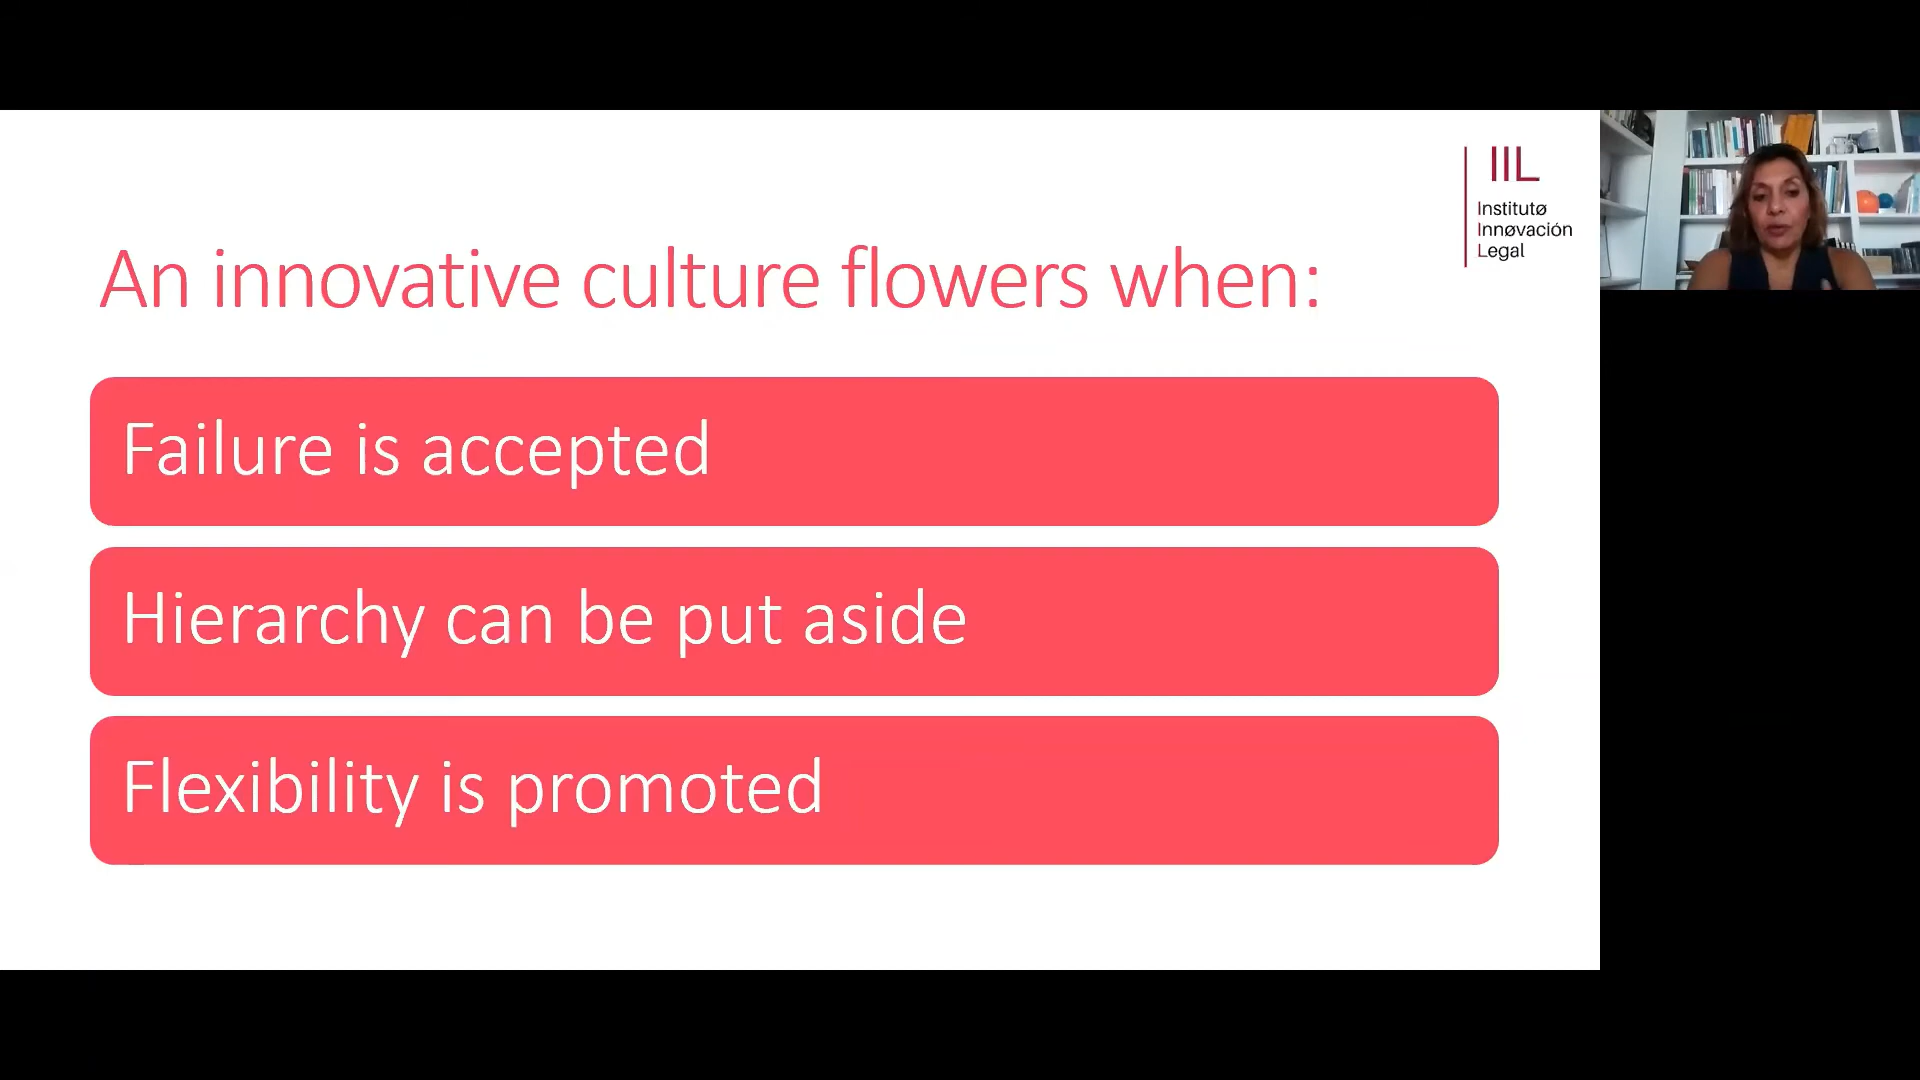 IIL
Institutø
Innøvación
Legal
An innovative culture flowers when:
Failure is accepted
Hierarchy can be put aside
Flexibility is promoted